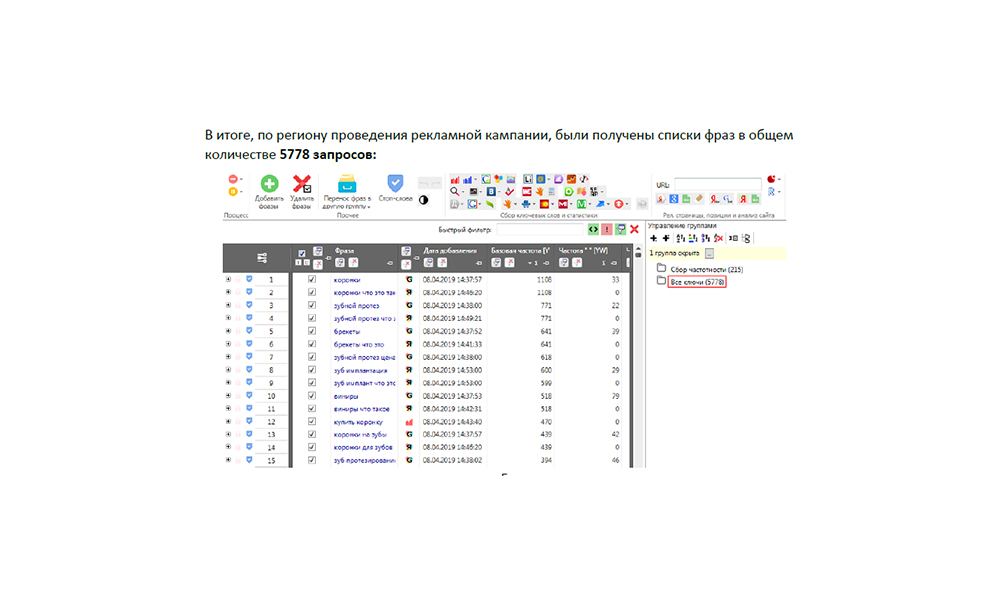 В итоге, по региону проведения рекламной кампании, были получены списки фраз в общем
количестве 5778 запросов:
Добавить фразы
Удалить фразы
Перенос фраз в другую группу
Стоп-слова
URL:
Процесс
Прочее
Сбор ключевых слов и статистики
Рел. страницы, позиции и анализ сайта
Быстрый фильтр:
Управление группами
1 группа скрыта
Сбор частотности (215)
Все ключи (5778)
Фраза Дата добавления Базовая частота [Y Частота " " [YW]
1 коронки 08.04.2019 14:37:57 1108 33
2 коронки что это так 08.04.2019 14:46:20 1108 0
3 зубной протез 08.04.2019 14:38:00 771 22
4 зубной протез что 08.04.2019 14:49:21 771 0
5 брекеты 08.04.2019 14:37:52 641 39
6 брекеты что это 08.04.2019 14:41:33 641 0
7 зубной протез цена 08.04.2019 14:38:00 618 0
8 зуб имплантация 08.04.2019 14:53:00 600 29
9 зуб имплант что это 08.04.2019 14:53:00 599 0
10 виниры 08.04.2019 14:37:53 518 79
11 виниры что такое 08.04.2019 14:42:31 518 0
12 купить коронку 08.04.2019 14:43:40 470 0
13 коронки на зубы 08.04.2019 14:37:57 439 42
14 коронки для зубов 08.04.2019 14:46:20 439 0
15 зуб протезировани 08.04.2019 14:38:02 394 46